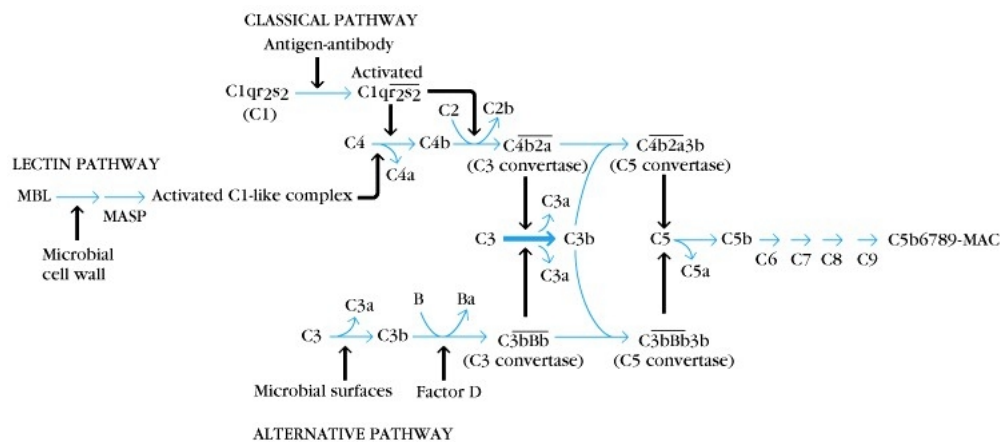 CLASSICAL PATHWAY
Antigen-antibody
Activated
C1qr2s2
C1qr2s2
(C1)
C2
C2b
C4
C4b
C4b2a
C4b2a3b
(C3 convertase)
(C5 convertase)
C4a
LECTIN PATHWAY
MBL
MASP
Activated C1-like complex
Microbial
cell wall
C3a
C3
C3b
C3a
C5
C5b
C5a
C6
C7
C8
C9
C5b6789-MAC
C3a
B
Ba
C3
C3b
C3bBb
C3bBb3b
(C3 convertase)
(C5 convertase)
Microbial surfaces
Factor D
ALTERNATIVE PATHWAY